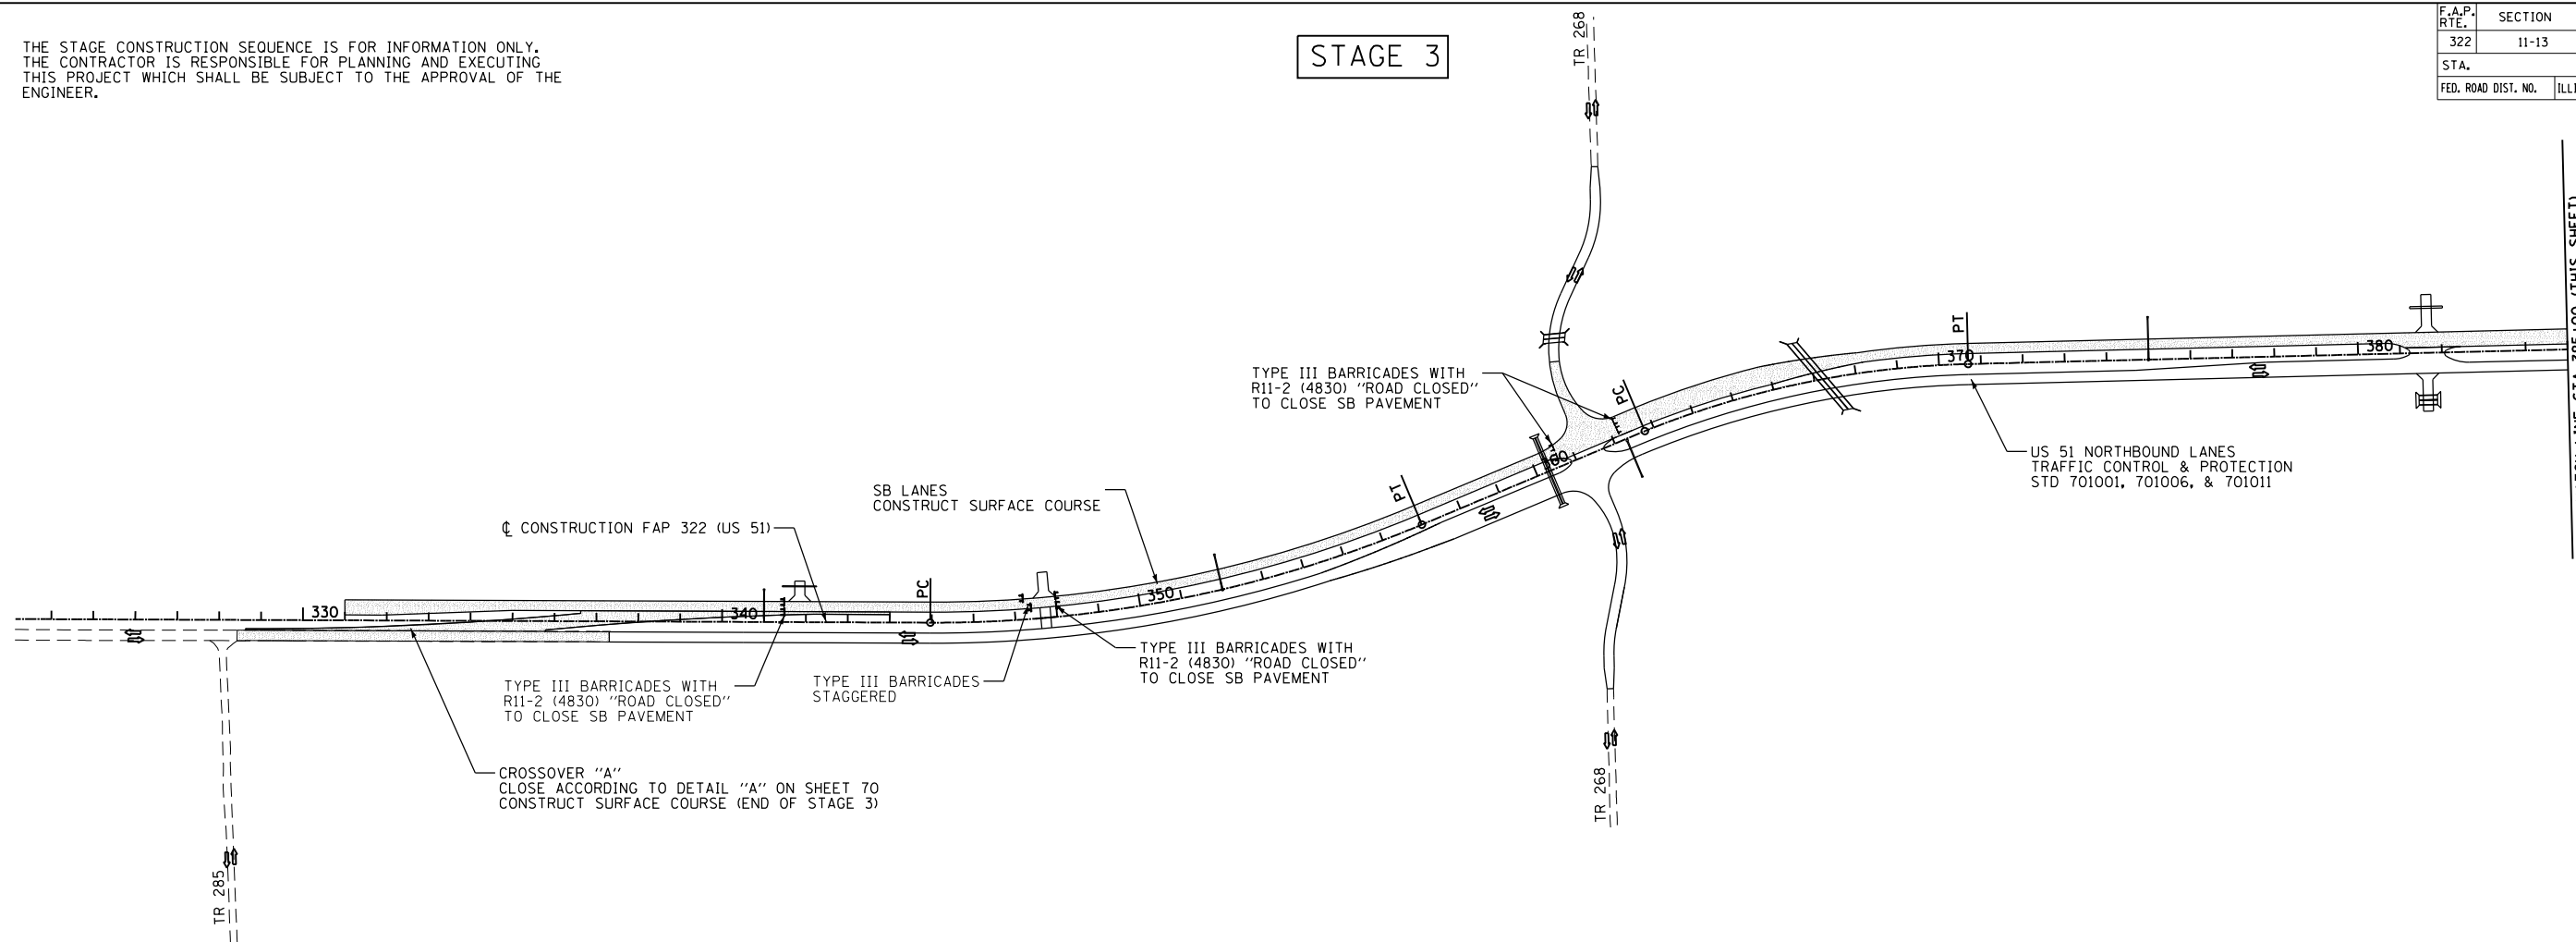 THE STAGE CONSTRUCTION SEQUENCE IS FOR INFORMATION ONLY.
THE CONTRACTOR IS RESPONSIBLE FOR PLANNING AND EXECUTING
THIS PROJECT WHICH SHALL BE SUBJECT TO THE APPROVAL OF THE
ENGINEER.
STAGE 3
F.A.P.
RTE.
SECTION
322
11-13
STA.
FED. ROAD DIST. NO.
TR 268
TYPE III BARRICADES WITH
R11-2 (4830) "ROAD CLOSED"
TO CLOSE SB PAVEMENT
PC
PT
370
380
US 51 NORTHBOUND LANES
TRAFFIC CONTROL & PROTECTION
STD 701001, 701006, & 701011
PT
SB LANES
CONSTRUCT SURFACE COURSE
℄ CONSTRUCTION FAP 322 (US 51)
PC
330
340
350
TYPE III BARRICADES WITH
R11-2 (4830) "ROAD CLOSED"
TO CLOSE SB PAVEMENT
TYPE III BARRICADES
STAGGERED
TYPE III BARRICADES WITH
R11-2 (4830) "ROAD CLOSED"
TO CLOSE SB PAVEMENT
CROSSOVER "A"
CLOSE ACCORDING TO DETAIL "A" ON SHEET 70
CONSTRUCT SURFACE COURSE (END OF STAGE 3)
TR 285
TR 268
(THIS SHEET)